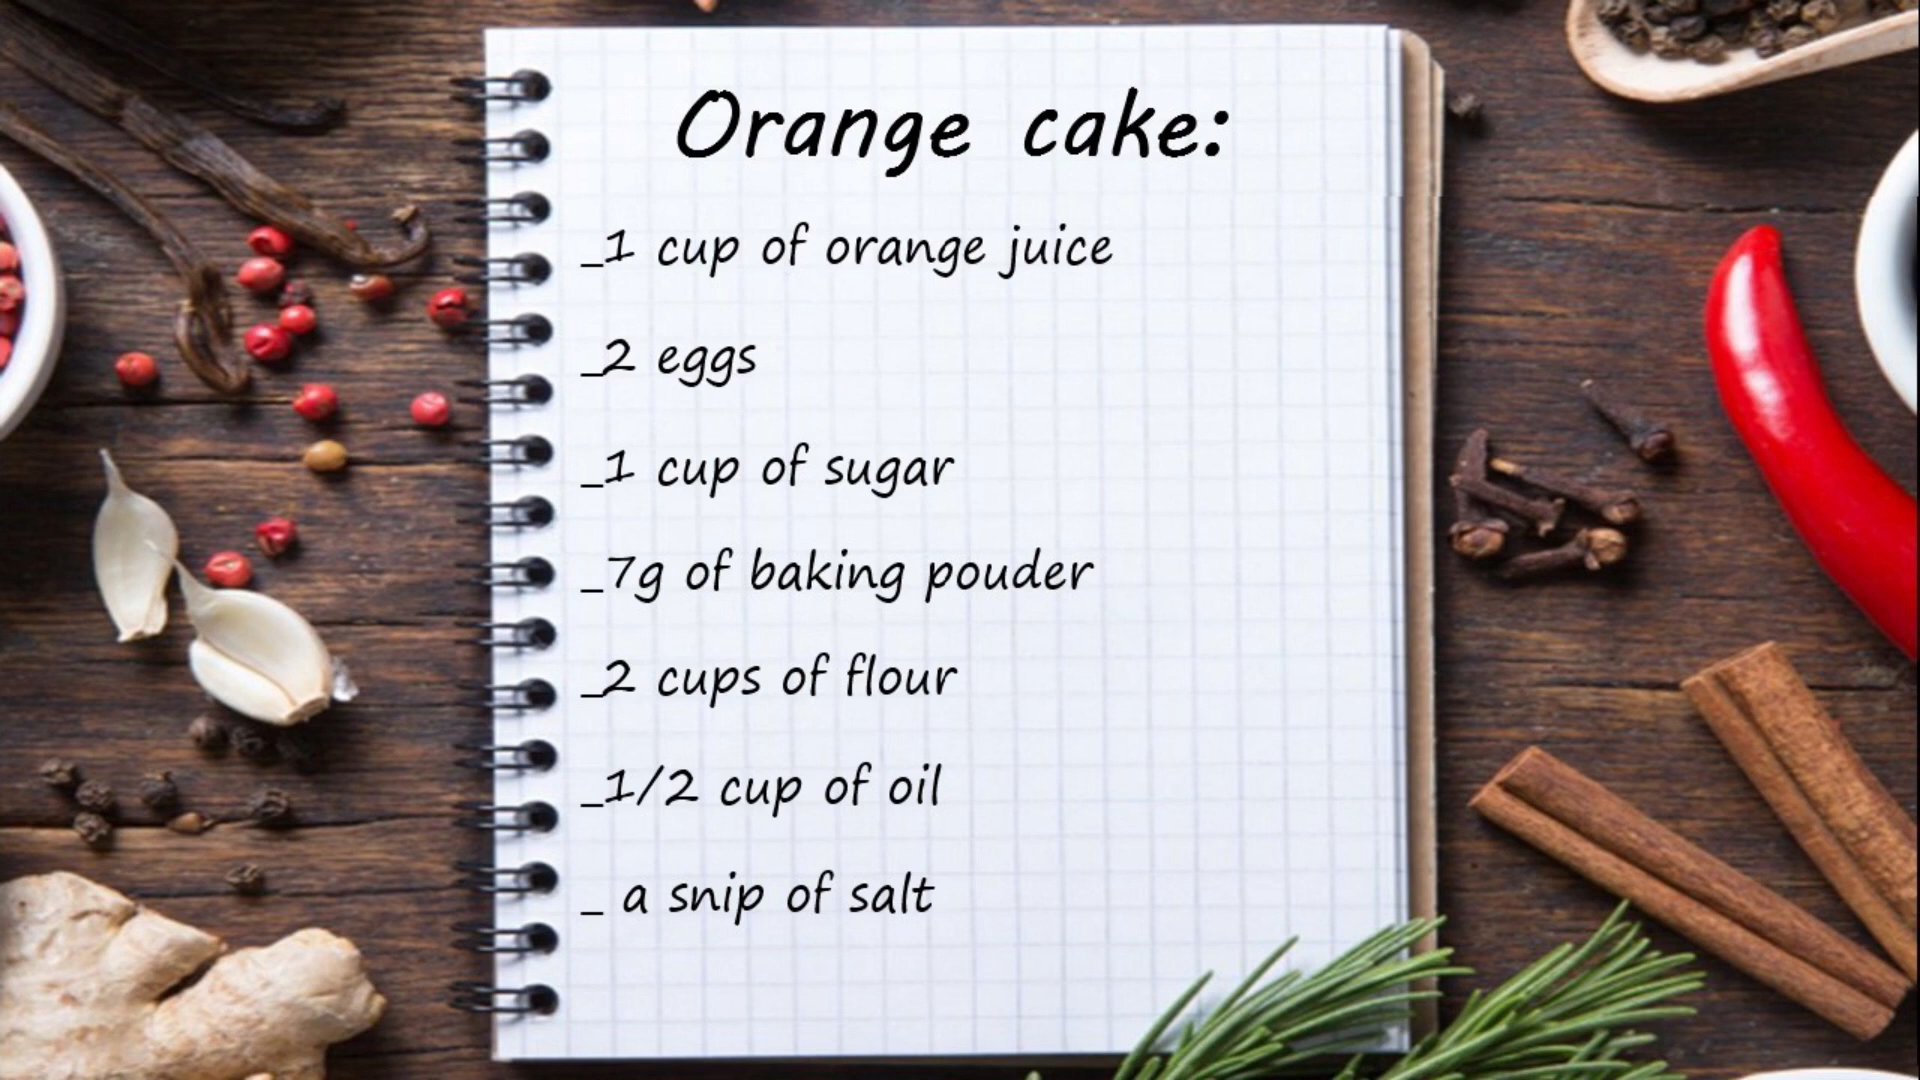 Orange cake:
_1 cup of orange juice
_2 eggs
_1 cup of sugar
_7g of baking pouder
_2 cups of flour
_1/2 cup of oil
_ a snip of salt